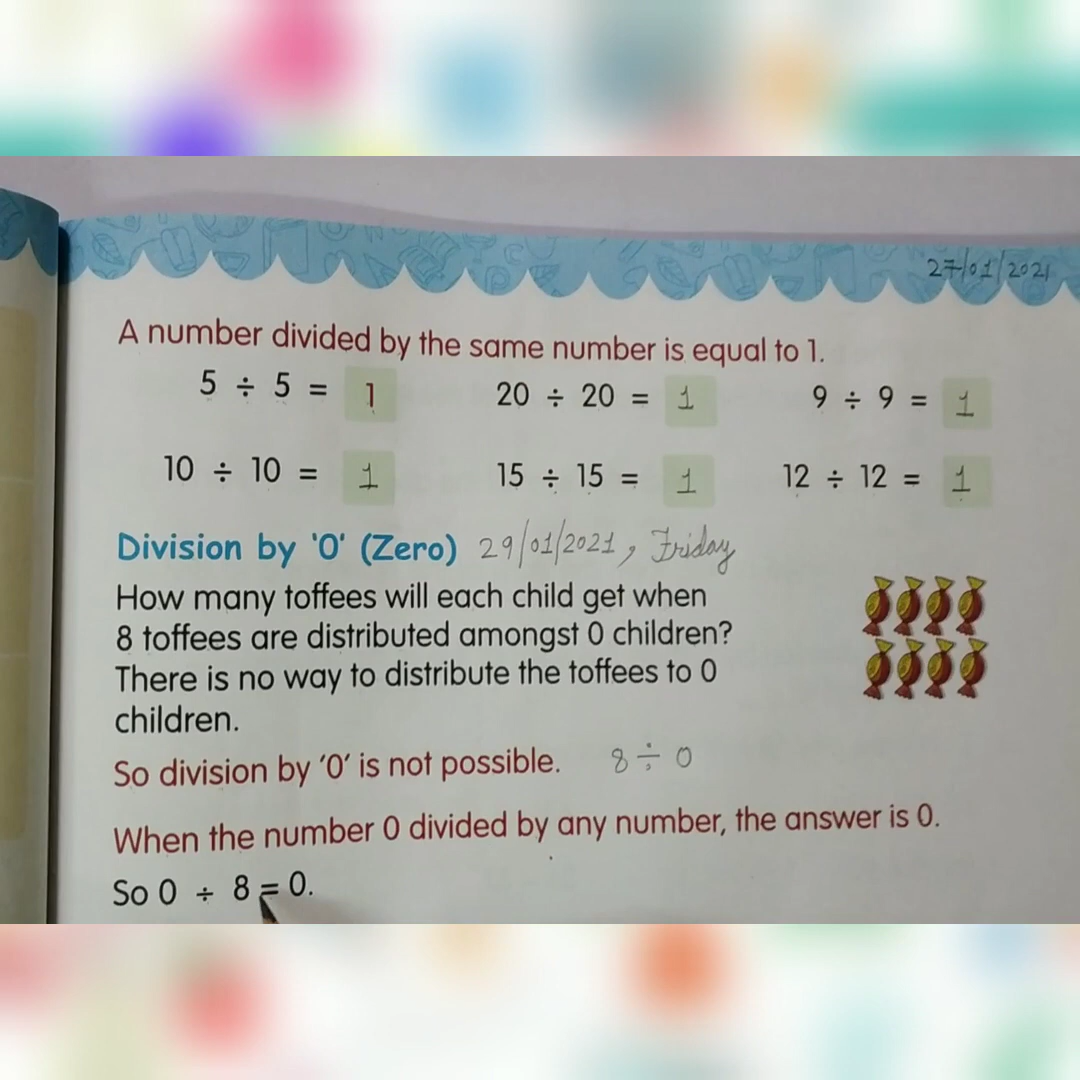 27/01/2021
A number divided by the same number is equal to 1.
5 ÷ 5 = 1 20 ÷ 20 = 1 9 ÷ 9 = 1
10 ÷ 10 = 1 15 ÷ 15 = 1 12 ÷ 12 = 1
Division by '0' (Zero) 29/01/2021, Friday
How many toffees will each child get when
8 toffees are distributed amongst 0 children?
There is no way to distribute the toffees to 0
children.
So division by '0' is not possible. 8 ÷ 0
When the number 0 divided by any number, the answer is 0.
So 0 ÷ 8 = 0.